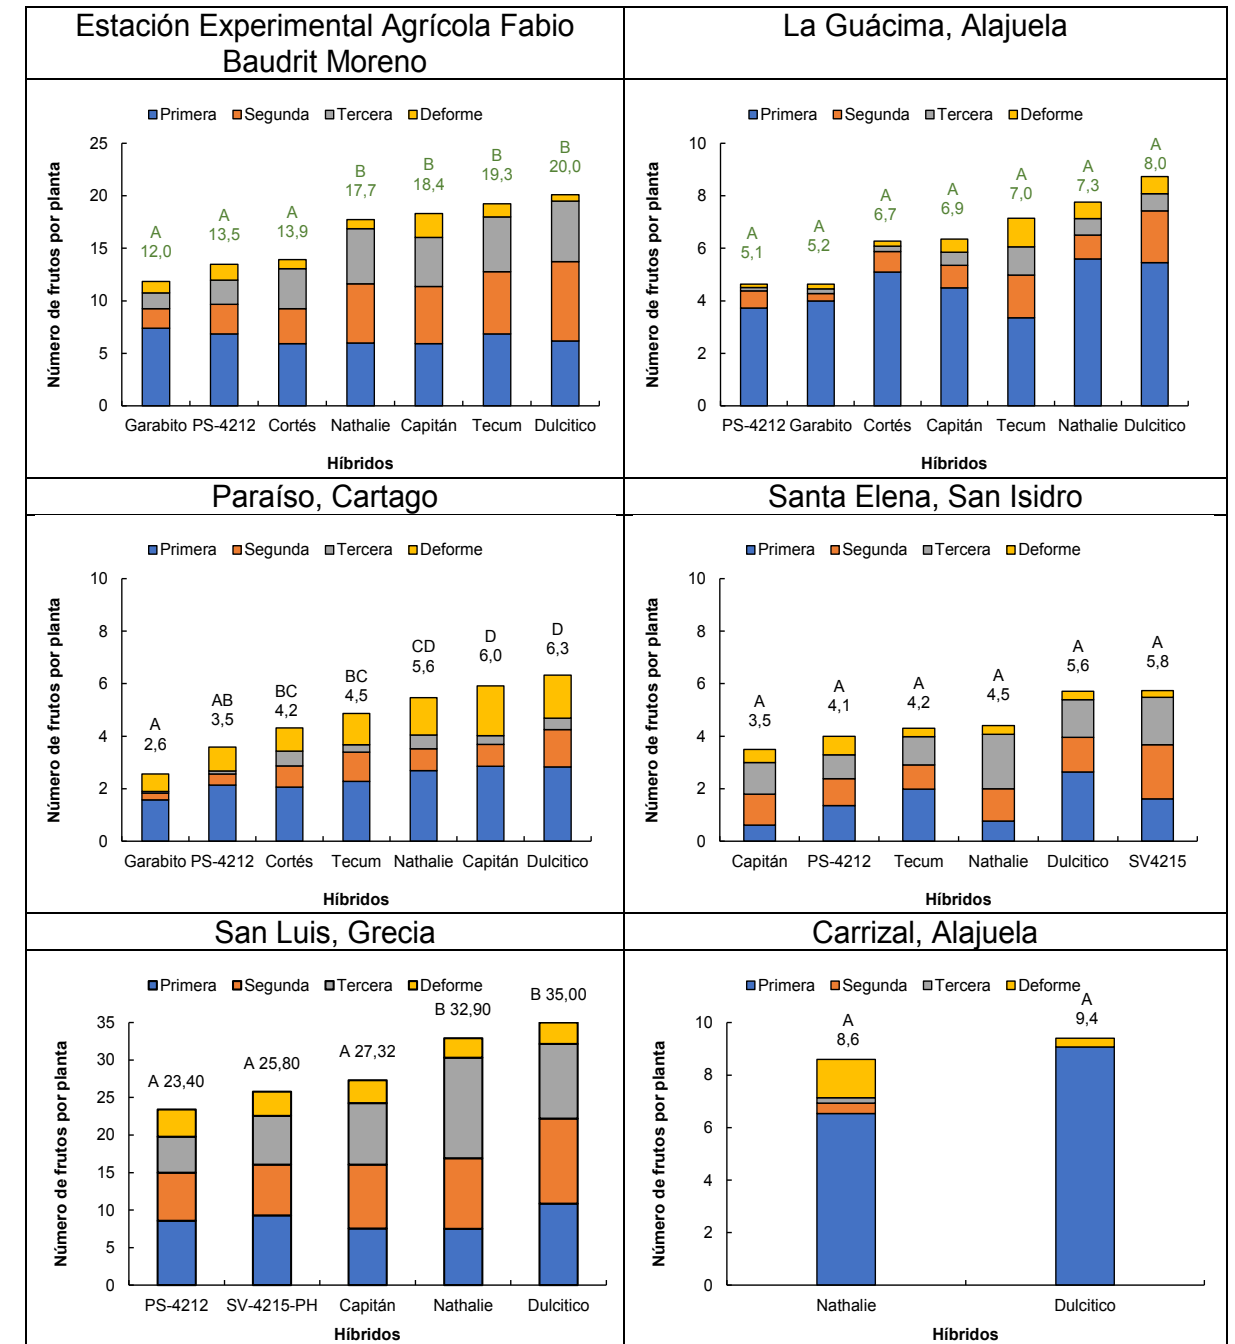 Estación Experimental Agrícola Fabio
Baudrit Moreno
Primera Segunda Tercera Deforme
Número de frutos por planta
25
20
15
10
5
0
A
12,0
A
13,5
A
13,9
B
17,7
B
18,4
B
19,3
B
20,0
Garabito PS-4212 Cortés Nathalie Capitán Tecum Dulcitico
Híbridos
La Guácima, Alajuela
Primera Segunda Tercera Deforme
Número de frutos por planta
10
8
6
4
2
0
A
5,1
A
5,2
A
6,7
A
6,9
A
7,0
A
7,3
A
8,0
PS-4212 Garabito Cortés Capitán Tecum Nathalie Dulcitico
Híbridos
Paraíso, Cartago
Primera Segunda Tercera Deforme
Número de frutos por planta
10
8
6
4
2
0
A
2,6
AB
3,5
BC
4,2
BC
4,5
CD
5,6
D
6,0
D
6,3
Garabito PS-4212 Cortés Tecum Nathalie Capitán Dulcitico
Híbridos
Santa Elena, San Isidro
Primera Segunda Tercera Deforme
Número de frutos por planta
10
8
6
4
2
0
A
3,5
A
4,1
A
4,2
A
4,5
A
5,6
A
5,8
Capitán PS-4212 Tecum Nathalie Dulcitico SV4215
Híbridos
San Luis, Grecia
Primera Segunda Tercera Deforme
Número de frutos por planta
35
30
25
20
15
10
5
0
A 23,40
A 25,80
A 27,32
B 32,90
B 35,00
PS-4212 SV-4215-PH Capitán Nathalie Dulcitico
Híbridos
Carrizal, Alajuela
Primera Segunda Tercera Deforme
Número de frutos por planta
10
8
6
4
2
0
A
8,6
A
9,4
Nathalie Dulcitico
Híbridos